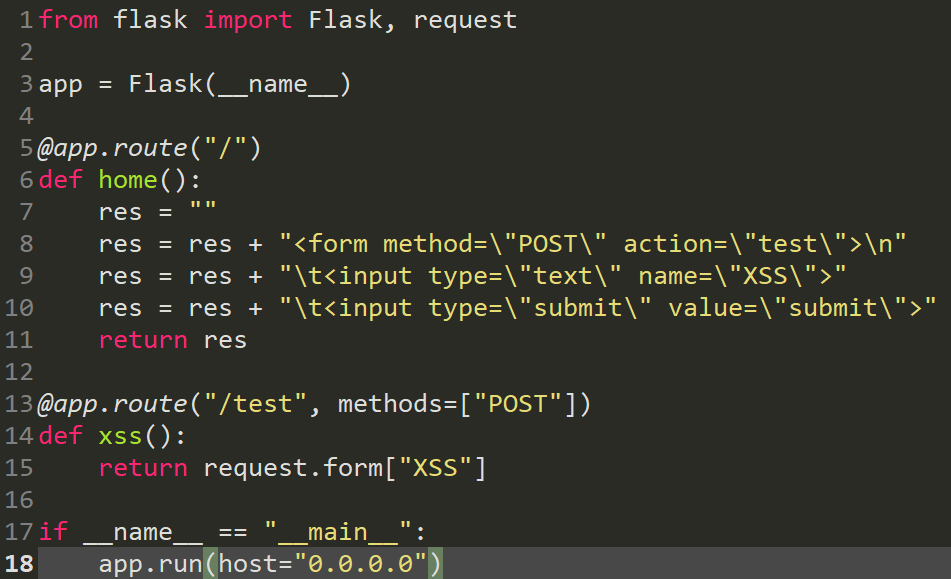 1 from flask import Flask, request
2
3 app = Flask(__name__)
4
5 @app.route("/")
6 def home():
7     res = ""
8     res = res + "<form method=\"POST\" action=\"test\">\n"
9     res = res + "\t<input type=\"text\" name=\"XSS\">"
10     res = res + "\t<input type=\"submit\" value=\"submit\">"
11     return res
12
13 @app.route("/test", methods=["POST"])
14 def xss():
15     return request.form["XSS"]
16
17 if __name__ == "__main__":
18     app.run(host="0.0.0.0")